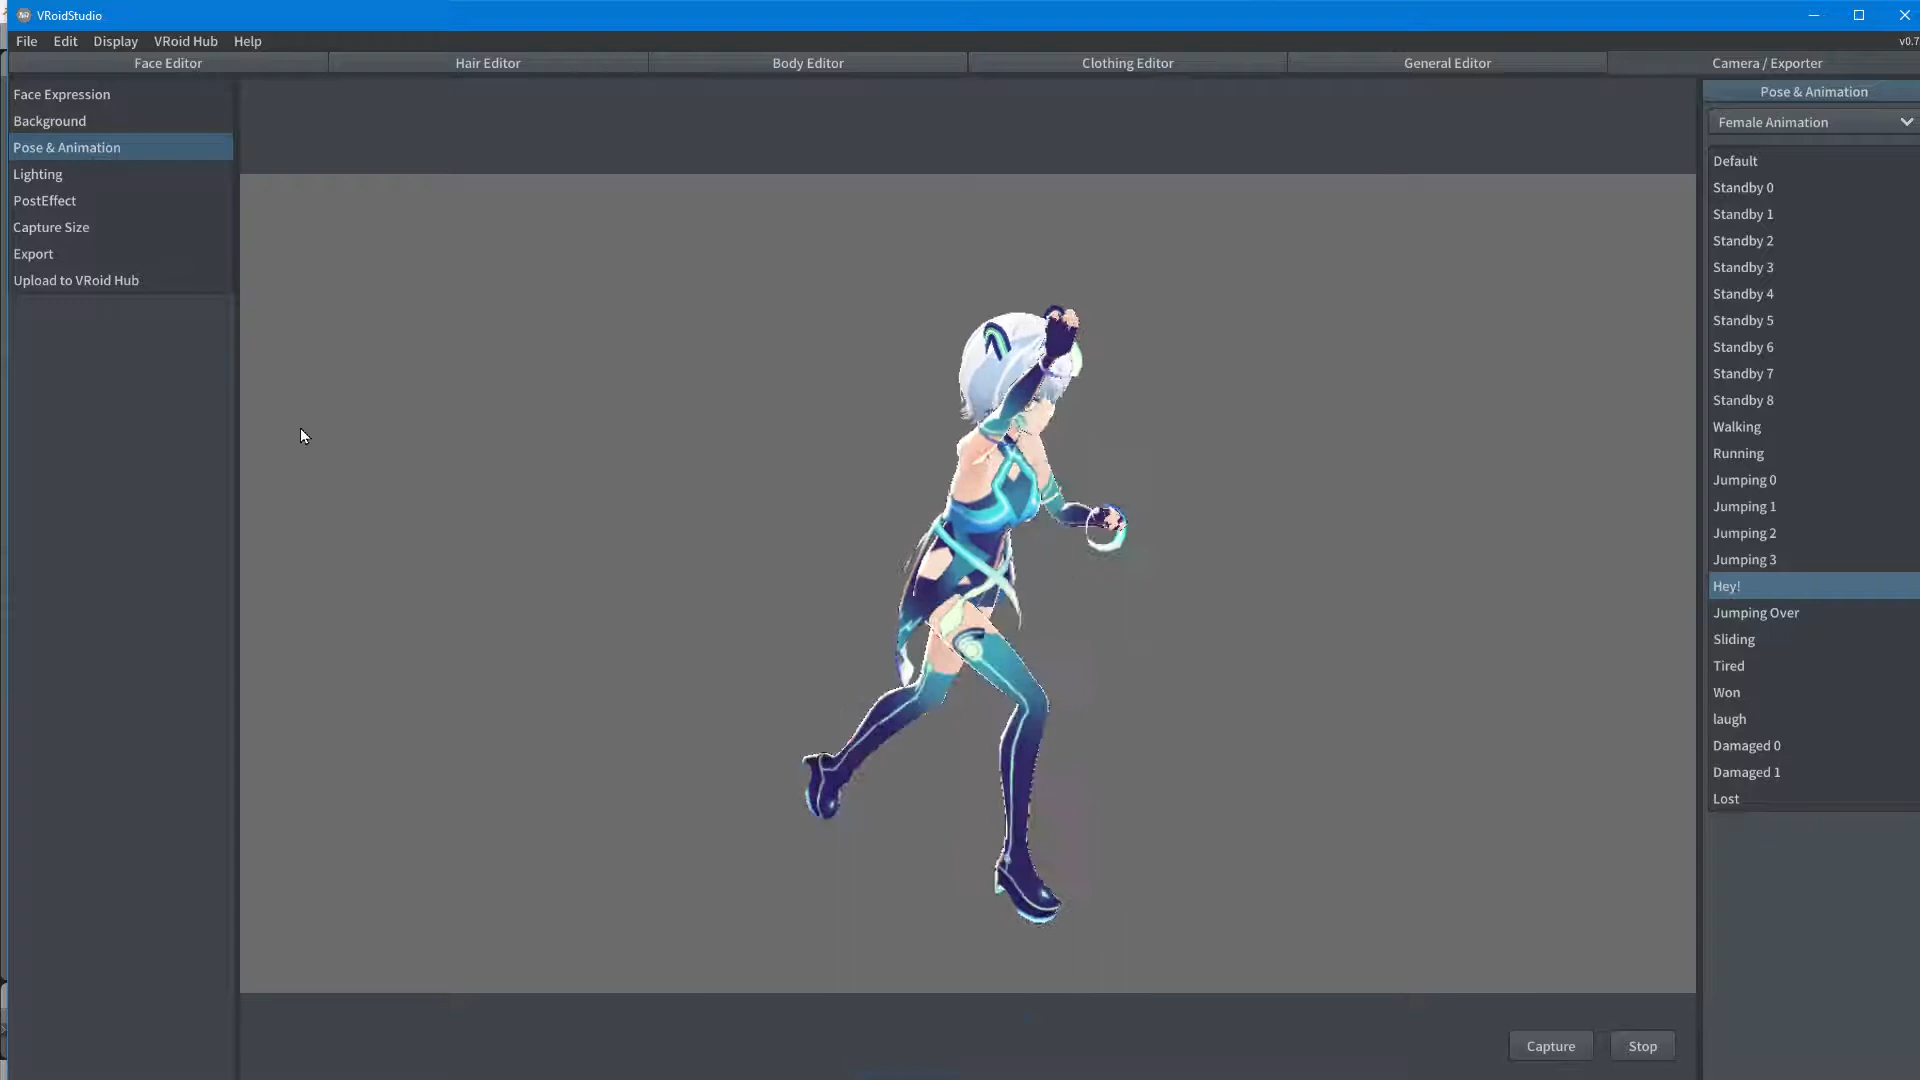 VRoidStudio
File Edit Display VRoid Hub Help
v0.7
Face Editor Hair Editor Body Editor Clothing Editor General Editor Camera / Exporter
Face Expression
Background
Pose & Animation
Lighting
PostEffect
Capture Size
Export
Upload to VRoid Hub
Pose & Animation
Female Animation
Default
Standby 0
Standby 1
Standby 2
Standby 3
Standby 4
Standby 5
Standby 6
Standby 7
Standby 8
Walking
Running
Jumping 0
Jumping 1
Jumping 2
Jumping 3
Hey!
Jumping Over
Sliding
Tired
Won
laugh
Damaged 0
Damaged 1
Lost
Capture Stop